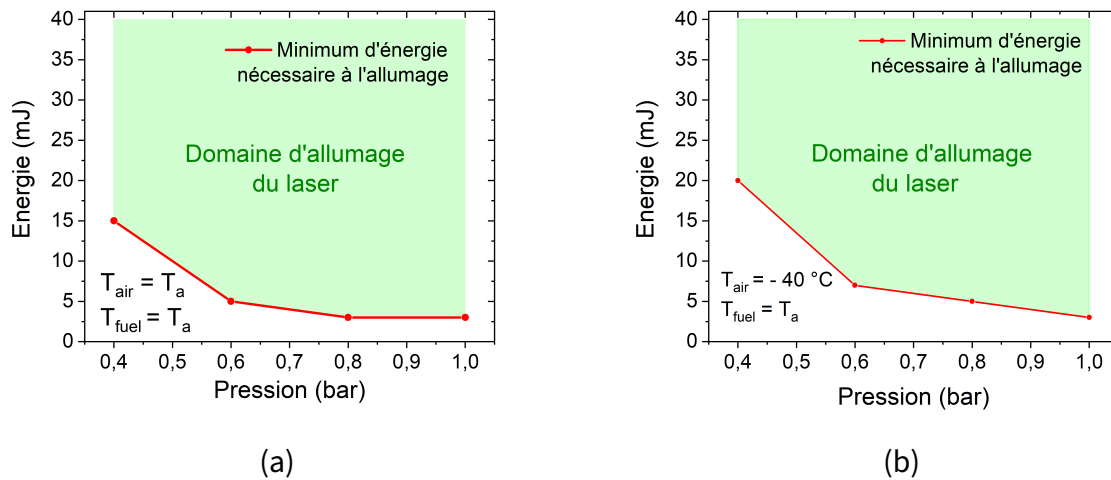 40
35
30
25
20
15
10
5
0
Energie (mJ)
Minimum d'énergie
nécessaire à l'allumage
Domaine d'allumage
du laser
T_air = T_a
T_fuel = T_a
0,4 0,5 0,6 0,7 0,8 0,9 1,0
Pression (bar)
(a)
40
35
30
25
20
15
10
5
0
Energie (mJ)
Minimum d'énergie
nécessaire à l'allumage
Domaine d'allumage
du laser
T_air = - 40 °C
T_fuel = T_a
0,4 0,5 0,6 0,7 0,8 0,9 1,0
Pression (bar)
(b)